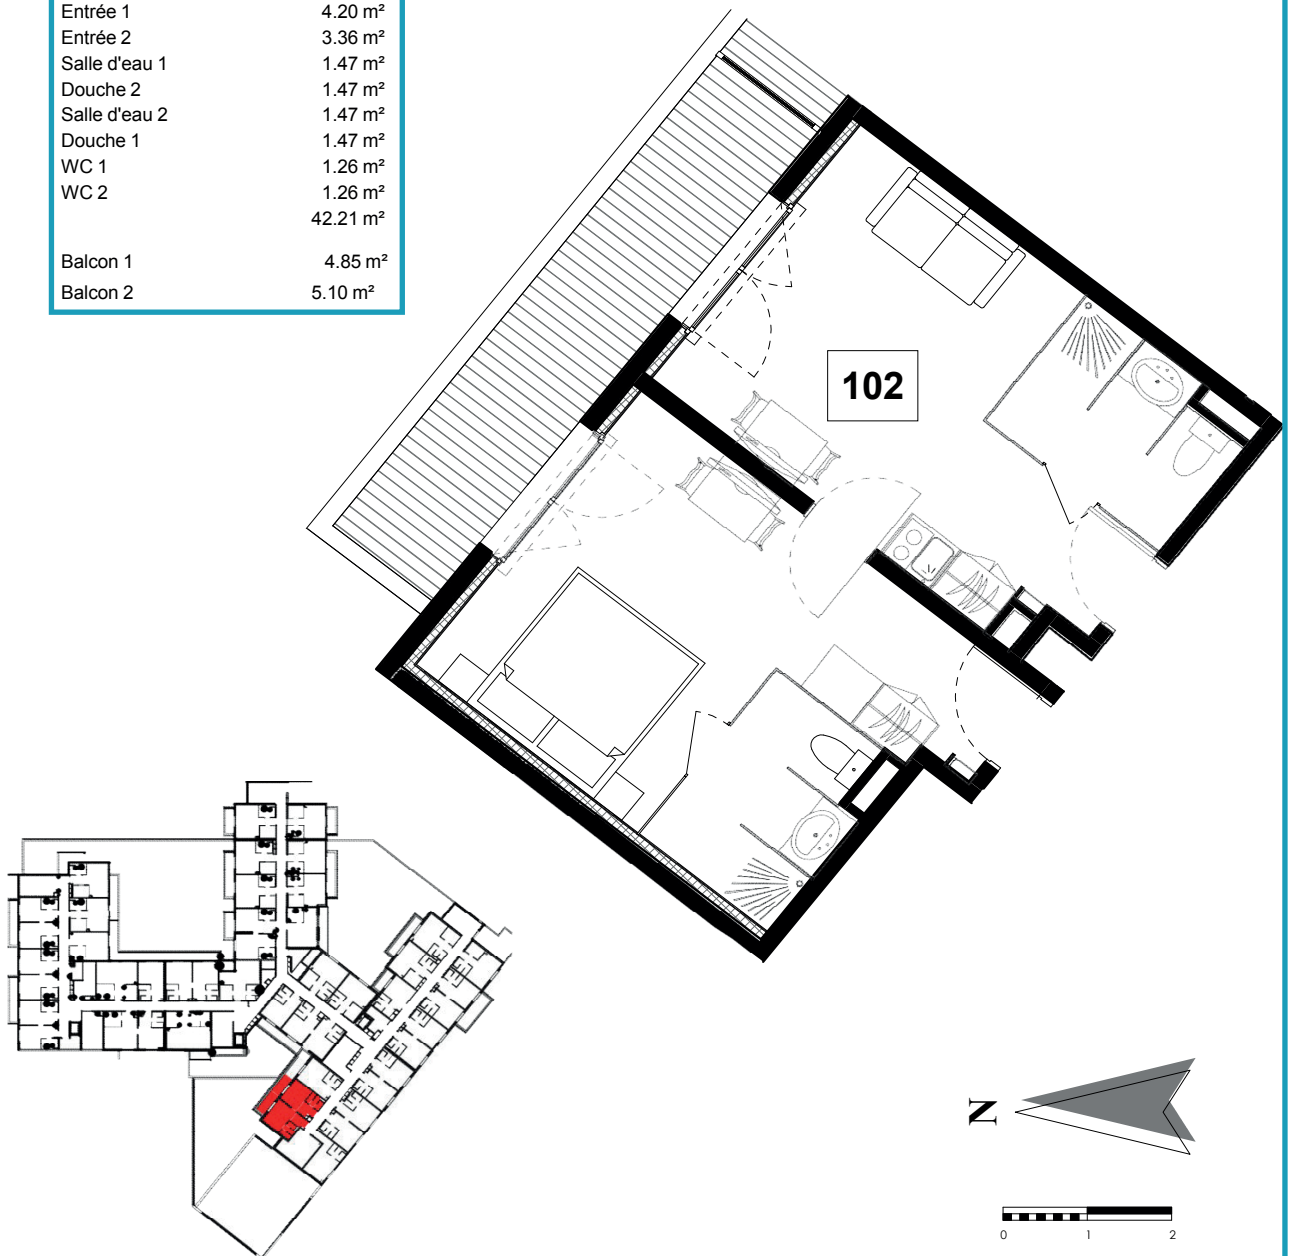 Entrée 1 4.20 m²
Entrée 2 3.36 m²
Salle d'eau 1 1.47 m²
Douche 2 1.47 m²
Salle d'eau 2 1.47 m²
Douche 1 1.47 m²
WC 1 1.26 m²
WC 2 1.26 m²
42.21 m²
Balcon 1 4.85 m²
Balcon 2 5.10 m²
102
N
0 1 2